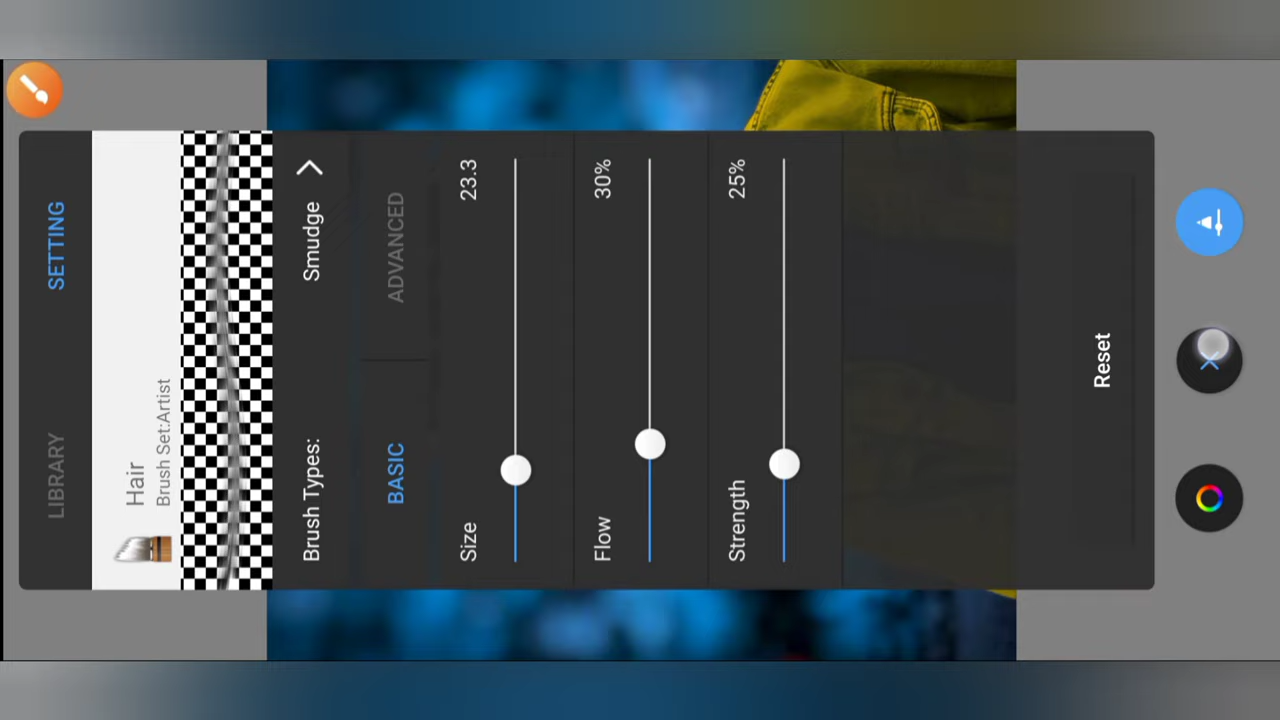 LIBRARY
SETTING
Hair
Brush Set:Artist
Brush Types:
Smudge
BASIC
ADVANCED
Size
23.3
Flow
30%
Strength
25%
Reset